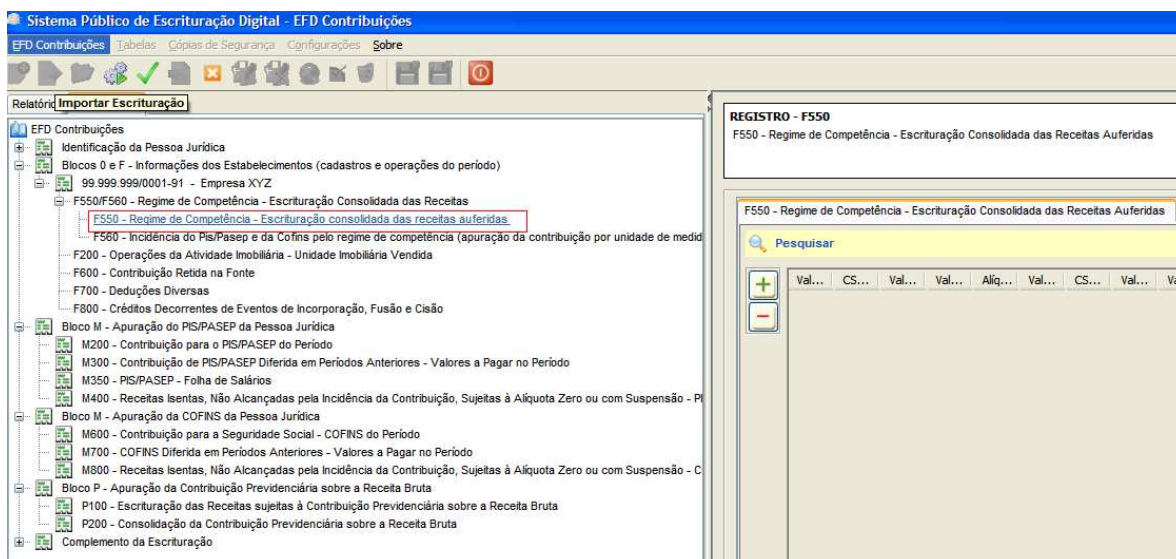 Sistema Público de Escrituração Digital - EFD Contribuições
EFD Contribuições Tabelas Cópias de Segurança Configurações Sobre
Importar Escrituração
EFD Contribuições
Identificação da Pessoa Jurídica
Blocos 0 e F - Informações dos Estabelecimentos (cadastros e operações do período)
99.999.999/0001-91 - Empresa XYZ
F550/F560 - Regime de Competência - Escrituração Consolidada das Receitas
F550 - Regime de Competência - Escrituração consolidada das receitas auferidas
F560 - Incidência do Pis/Pasep e da Cofins pelo regime de competência (apuração da contribuição por unidade de medid
F200 - Operações da Atividade Imobiliária - Unidade Imobiliária Vendida
F600 - Contribuição Retida na Fonte
F700 - Deduções Diversas
F800 - Créditos Decorrentes de Eventos de Incorporação, Fusão e Cisão
Bloco M - Apuração do PIS/PASEP da Pessoa Jurídica
M200 - Contribuição para o PIS/PASEP do Período
M300 - Contribuição de PIS/PASEP Diferida em Períodos Anteriores - Valores a Pagar no Período
M350 - PIS/PASEP - Folha de Salários
M400 - Receitas Isentas, Não Alcançadas pela Incidência da Contribuição, Sujeitas à Alíquota Zero ou com Suspensão - PI
Bloco M - Apuração da COFINS da Pessoa Jurídica
M600 - Contribuição para a Seguridade Social - COFINS do Período
M700 - COFINS Diferida em Períodos Anteriores - Valores a Pagar no Período
M800 - Receitas Isentas, Não Alcançadas pela Incidência da Contribuição, Sujeitas à Alíquota Zero ou com Suspensão - C
Bloco P - Apuração da Contribuição Previdenciária sobre a Receita Bruta
P100 - Escrituração das Receitas sujeitas à Contribuição Previdenciária sobre a Receita Bruta
P200 - Consolidação da Contribuição Previdenciária sobre a Receita Bruta
Complemento da Escrituração
REGISTRO - F550
F550 - Regime de Competência - Escrituração Consolidada das Receitas Auferidas
F550 - Regime de Competência - Escrituração Consolidada das Receitas Auferidas
Pesquisar
Val... CS... Val... Val... Alíq... Val... CS... Val... Va